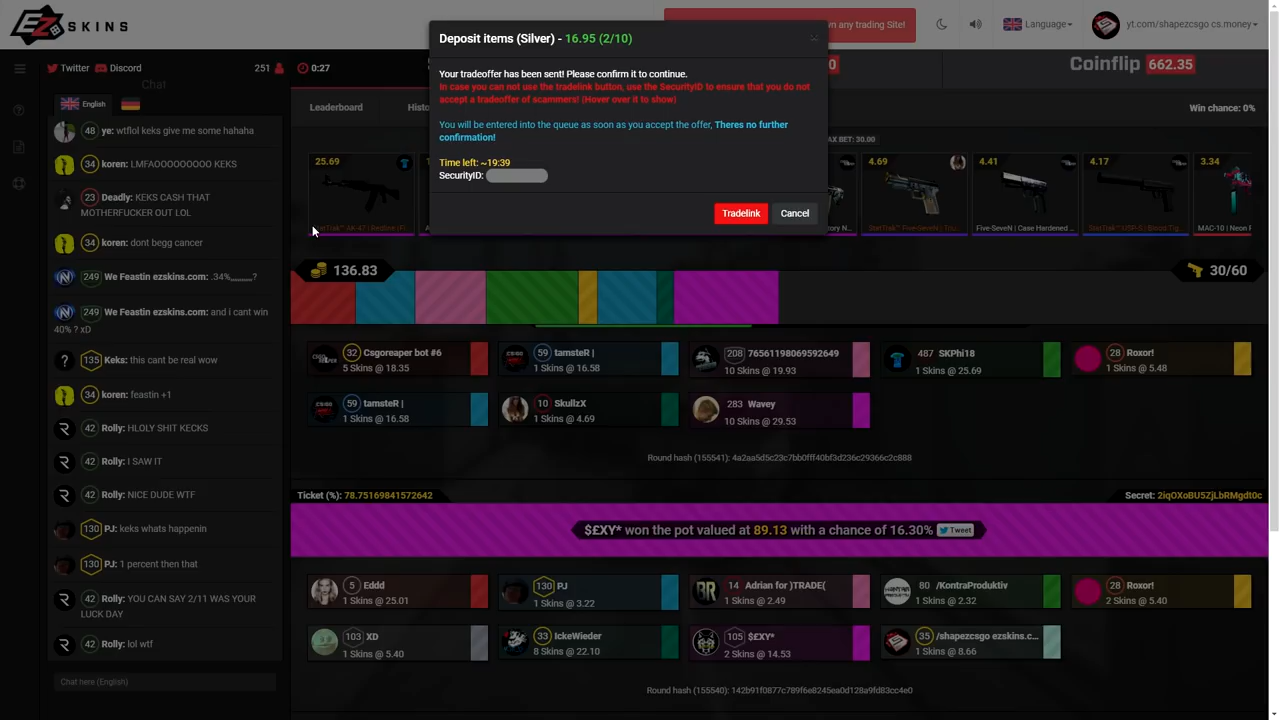 EZ SKINS
Deposit items (Silver) - 16.95 (2/10)
Your tradeoffer has been sent! Please confirm it to continue.
In case you can not use the tradelink button, use the SecurityID to ensure that you do not
accept a tradeoffer of scammers! (Hover over it to show)
You will be entered into the queue as soon as you accept the offer, Theres no further
confirmation!
Time left: ~19:39
SecurityID:
Tradelink
Cancel
n any trading Site!
Language
yt.com/shapezcsgo cs.money
Twitter
Discord
251
0:27
Coinflip 662.35
Chat
English
Leaderboard
Win chance: 0%
AX BET: 30.00
48 ye: wtflol keks give me some hahaha
34 koren: LMFAOOOOOOOO KEKS
23 Deadly: KEKS CASH THAT
MOTHERFUCKER OUT LOL
34 koren: dont begg cancer
249 We Feastin ezskins.com: .34%,,,,,,,,,,?
249 We Feastin ezskins.com: and i cant win
40% ? xD
? 135 Keks: this cant be real wow
34 koren: feastin +1
42 Rolly: HLOLY SHIT KECKS
42 Rolly: I SAW IT
42 Rolly: NICE DUDE WTF
130 PJ: keks whats happenin
130 PJ: 1 percent then that
42 Rolly: YOU CAN SAY 2/11 WAS YOUR
LUCK DAY
42 Rolly: lol wtf
Chat here (English)
25.69
4.69
4.41
4.17
3.34
Five-SeveN | Case Hardened
136.83
30/60
32 Csgoreaper bot #6
5 Skins @ 18.35
59 tamsteR |
1 Skins @ 16.58
208 76561198069592649
10 Skins @ 19.93
487 SKPhi18
1 Skins @ 25.69
28 Roxor!
1 Skins @ 5.48
59 tamsteR |
1 Skins @ 16.58
10 SkullzX
1 Skins @ 4.69
283 Wavey
10 Skins @ 29.53
Round hash (155541): 4a2aa5d5c23c7bb0fff40bf3d236c29366c2c888
Ticket (%): 78.75169841572642
Secret: 2iqOXoBU5ZjLbRMgdt0c
$£XY* won the pot valued at 89.13 with a chance of 16.30% Tweet
5 Eddd
1 Skins @ 25.01
130 PJ
1 Skins @ 3.22
14 Adrian for )TRADE(
1 Skins @ 2.49
80 /KontraProduktiv
1 Skins @ 2.32
28 Roxor!
2 Skins @ 5.40
103 XD
1 Skins @ 5.40
33 IckeWieder
8 Skins @ 22.10
105 $£XY*
2 Skins @ 14.53
35 /shapezcsgo ezskins.c...
1 Skins @ 8.66
Round hash (155540): 142b91f0877c789f6e8245ea0d128a9fd83cc4e0